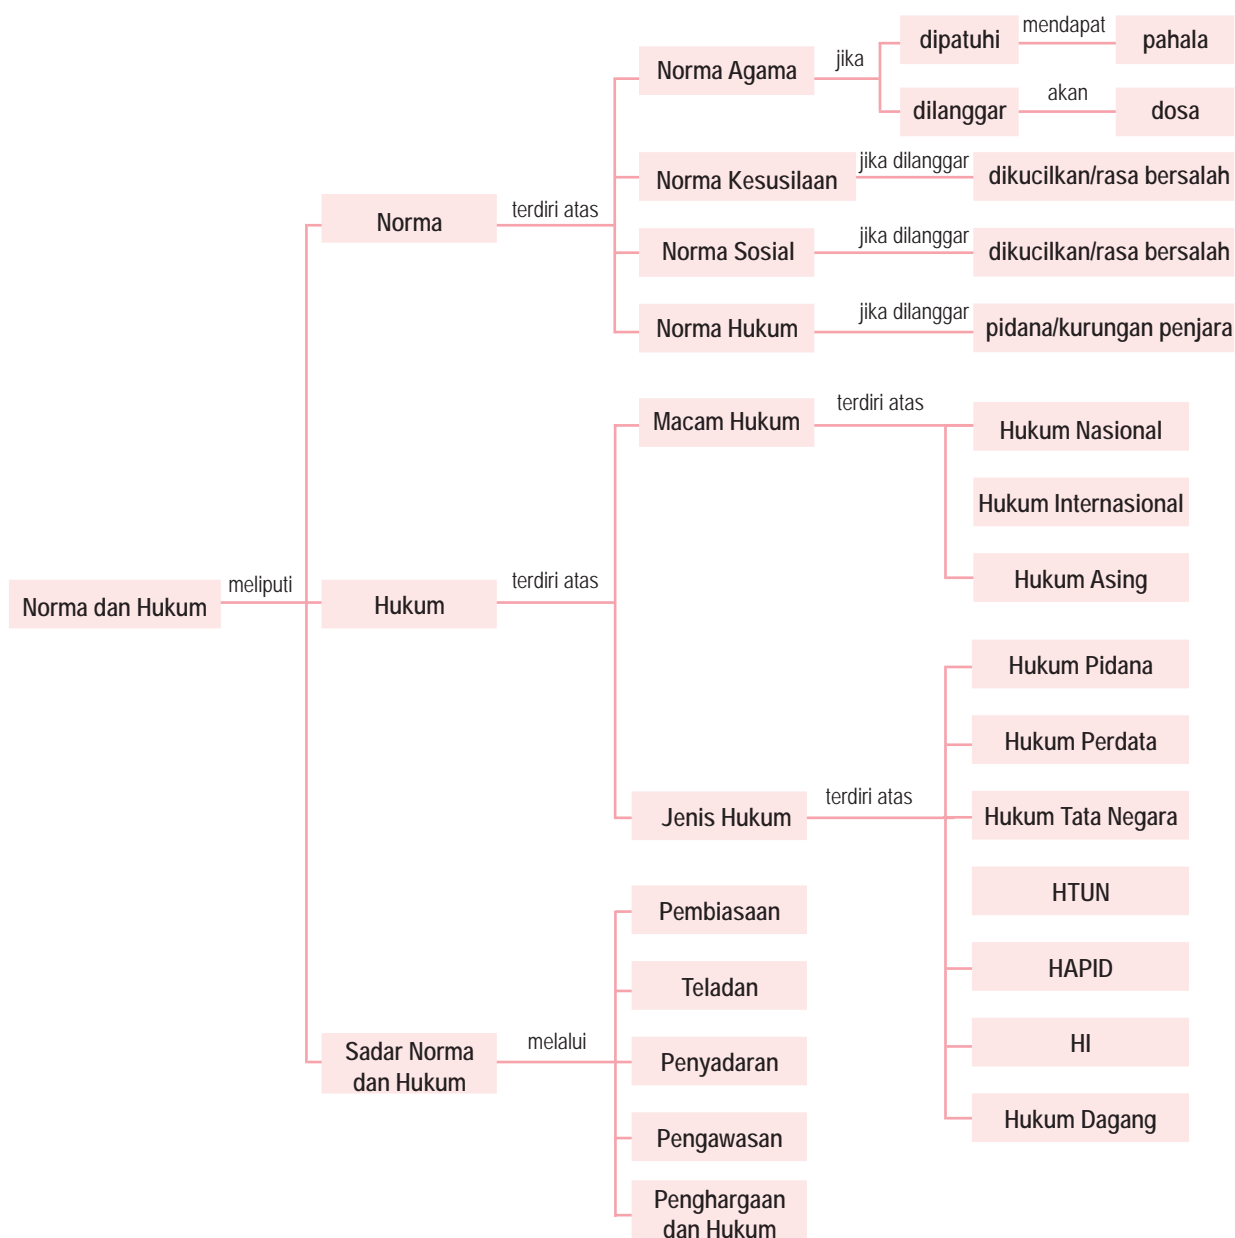 Norma dan Hukum
meliputi
Norma
terdiri atas
Norma Agama
jika
dipatuhi
mendapat
pahala
dilanggar
akan
dosa
Norma Kesusilaan
jika dilanggar
dikucilkan/rasa bersalah
Norma Sosial
jika dilanggar
dikucilkan/rasa bersalah
Norma Hukum
jika dilanggar
pidana/kurungan penjara
Hukum
terdiri atas
Macam Hukum
terdiri atas
Hukum Nasional
Hukum Internasional
Hukum Asing
Jenis Hukum
terdiri atas
Hukum Pidana
Hukum Perdata
Hukum Tata Negara
HTUN
HAPID
HI
Hukum Dagang
Sadar Norma
dan Hukum
melalui
Pembiasaan
Teladan
Penyadaran
Pengawasan
Penghargaan
dan Hukum